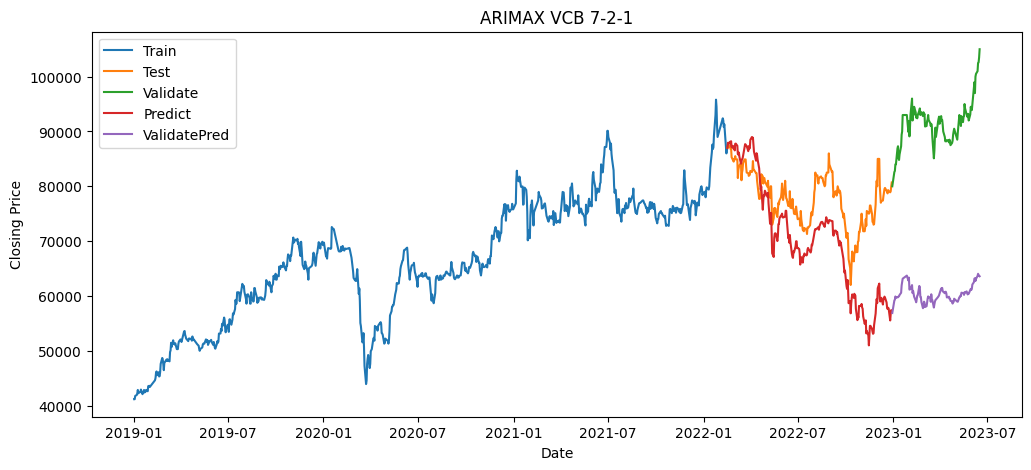 ARIMAX VCB 7-2-1
Train
Test
Validate
Predict
ValidatePred
Closing Price
100000
90000
80000
70000
60000
50000
40000
2019-01 2019-07 2020-01 2020-07 2021-01 2021-07 2022-01 2022-07 2023-01 2023-07
Date